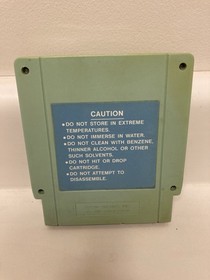 CAUTION
•DO NOT STORE IN EXTREME
TEMPERATURES.
•DO NOT IMMERSE IN WATER.
•DO NOT CLEAN WITH BENZENE,
THINNER ALCOHOL OR OTHER
SUCH SOLVENTS.
•DO NOT HIT OR DROP
CARTRIDGE.
•DO NOT ATTEMPT TO
DISASSEMBLE.